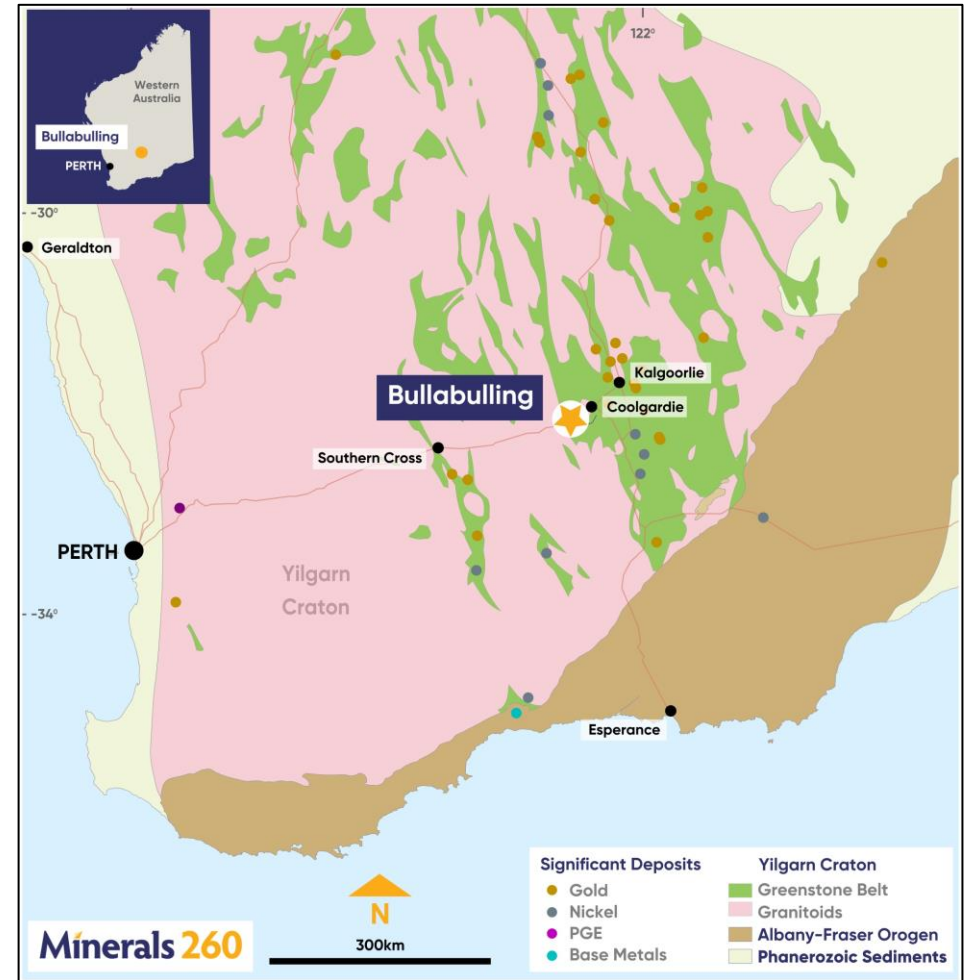 122°
Western
Australia
Bullabulling
PERTH
-30°
Geraldton
Kalgoorlie
Bullabulling
Coolgardie
Southern Cross
PERTH
Yilgarn
Craton
-34°
Esperance
Significant Deposits
Gold
Nickel
PGE
Base Metals
Yilgarn Craton
Greenstone Belt
Granitoids
Albany-Fraser Orogen
Phanerozoic Sediments
N
300km
Minerals 260